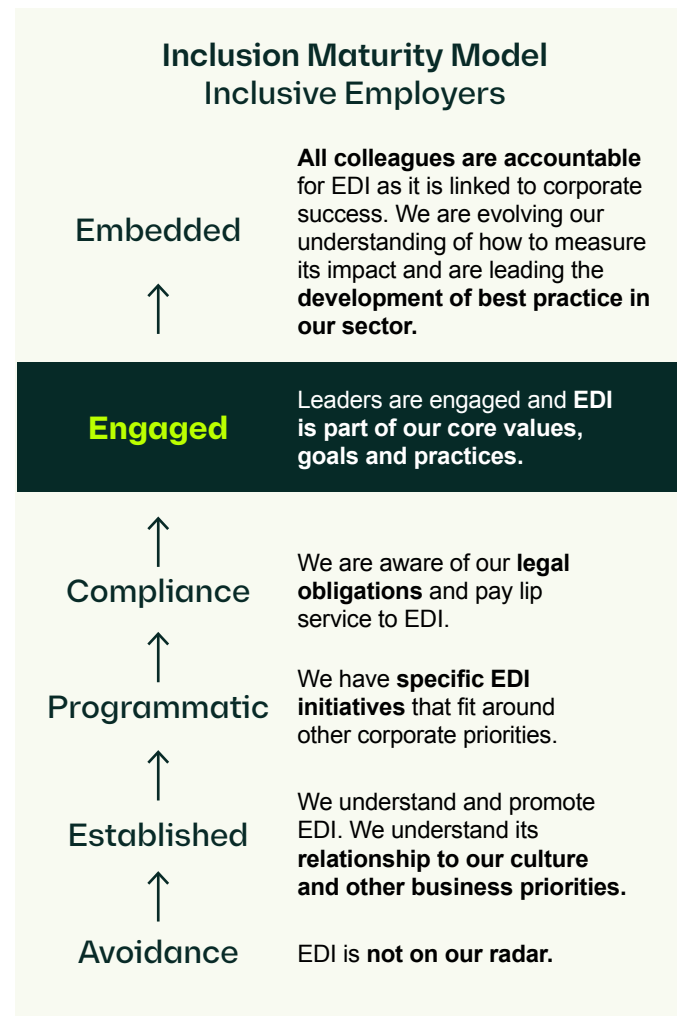 Inclusion Maturity Model
Inclusive Employers
Embedded
All colleagues are accountable
for EDI as it is linked to corporate
success. We are evolving our
understanding of how to measure
its impact and are leading the
development of best practice in
our sector.
Engaged
Leaders are engaged and EDI
is part of our core values,
goals and practices.
Compliance
We are aware of our legal
obligations and pay lip
service to EDI.
Programmatic
We have specific EDI
initiatives that fit around
other corporate priorities.
Established
We understand and promote
EDI. We understand its
relationship to our culture
and other business priorities.
Avoidance
EDI is not on our radar.